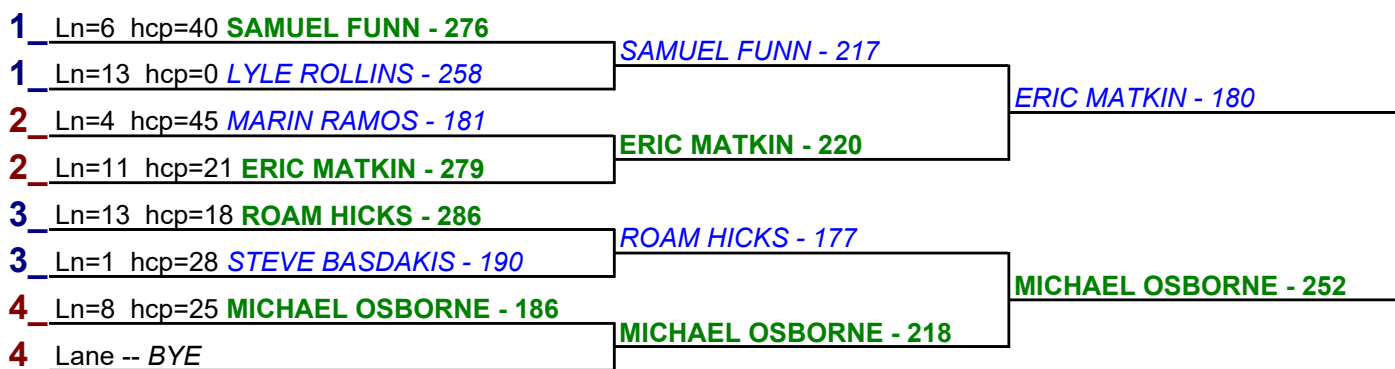 1_ Ln=6 hcp=40 SAMUEL FUNN - 276
SAMUEL FUNN - 217
1_ Ln=13 hcp=0 LYLE ROLLINS - 258
ERIC MATKIN - 180
2_ Ln=4 hcp=45 MARIN RAMOS - 181
ERIC MATKIN - 220
2_ Ln=11 hcp=21 ERIC MATKIN - 279
3_ Ln=13 hcp=18 ROAM HICKS - 286
ROAM HICKS - 177
3_ Ln=1 hcp=28 STEVE BASDAKIS - 190
MICHAEL OSBORNE - 252
4_ Ln=8 hcp=25 MICHAEL OSBORNE - 186
MICHAEL OSBORNE - 218
4 Lane -- BYE